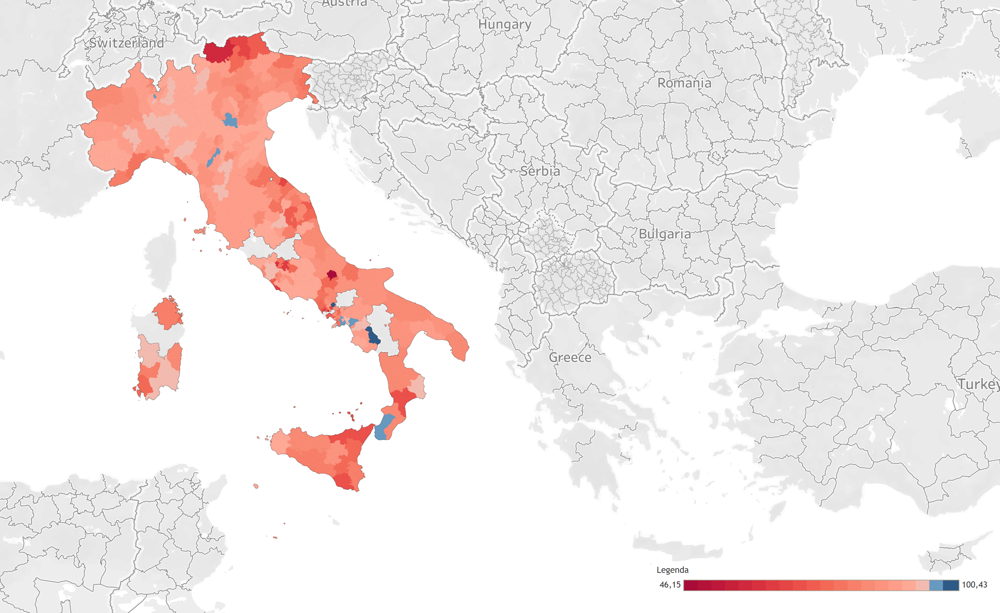 Austria
Hungary
Switzerland
Romania
Serbia
Bulgaria
Greece
Turkey
Legenda
46,15
100,43